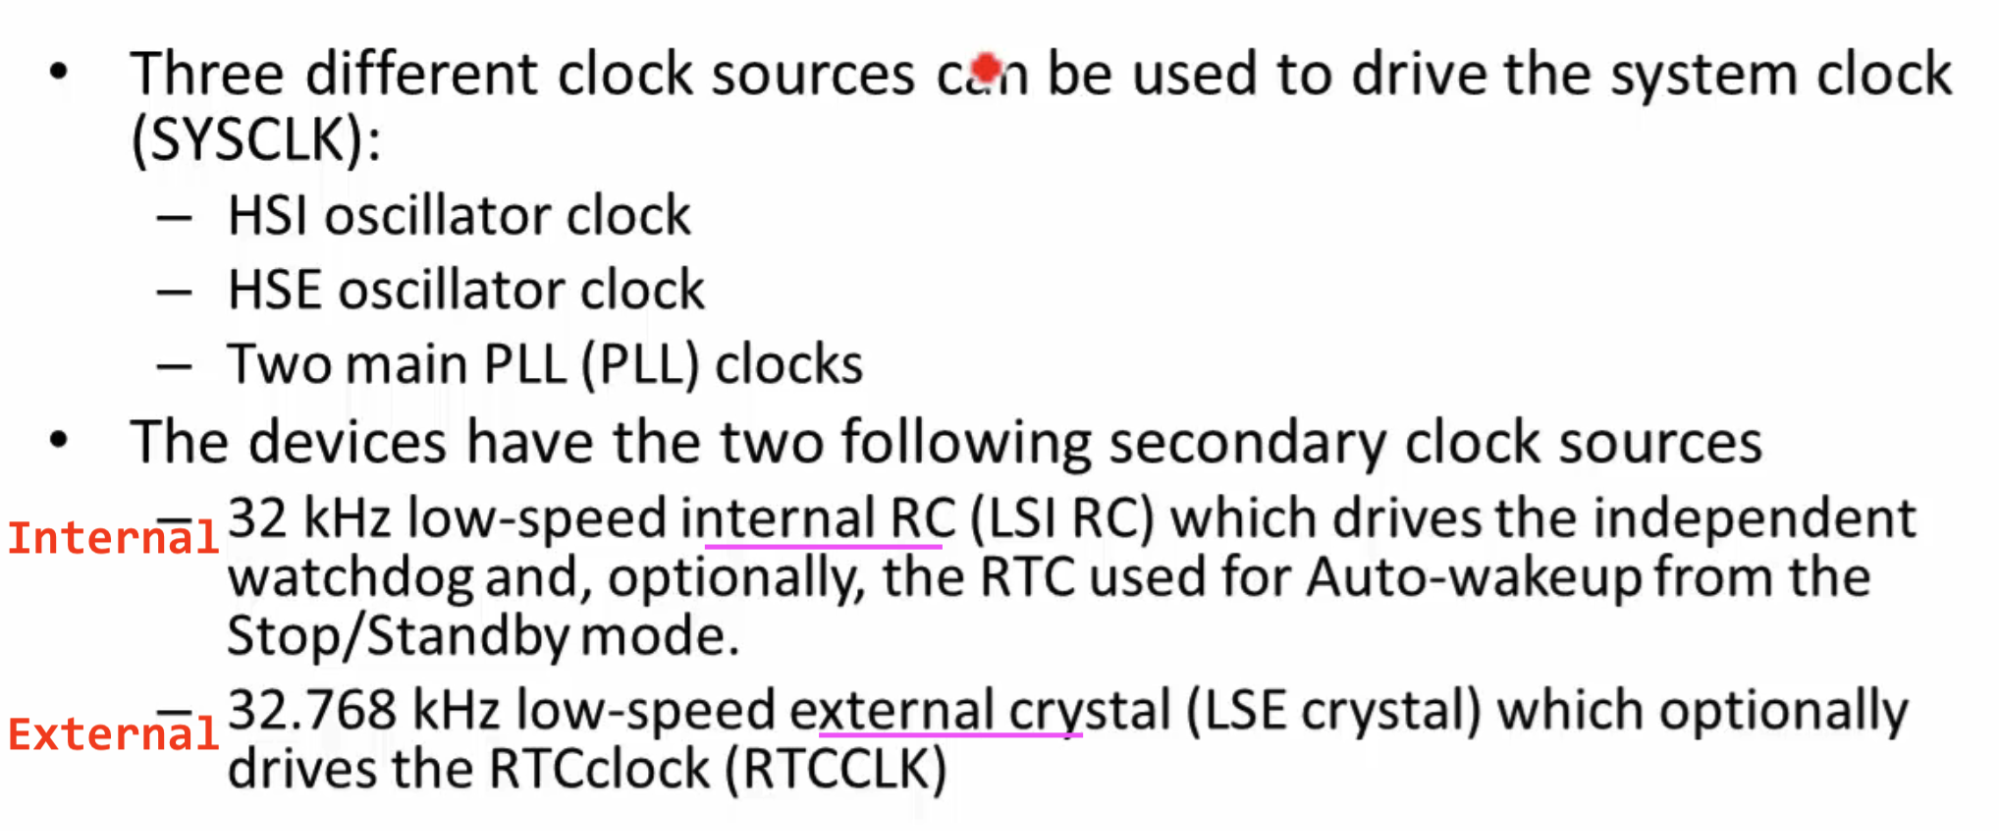 • Three different clock sources can be used to drive the system clock
(SYSCLK):
– HSI oscillator clock
– HSE oscillator clock
– Two main PLL (PLL) clocks
• The devices have the two following secondary clock sources
Internal – 32 kHz low-speed internal RC (LSI RC) which drives the independent
watchdog and, optionally, the RTC used for Auto-wakeup from the
Stop/Standby mode.
External – 32.768 kHz low-speed external crystal (LSE crystal) which optionally
drives the RTCclock (RTCCLK)